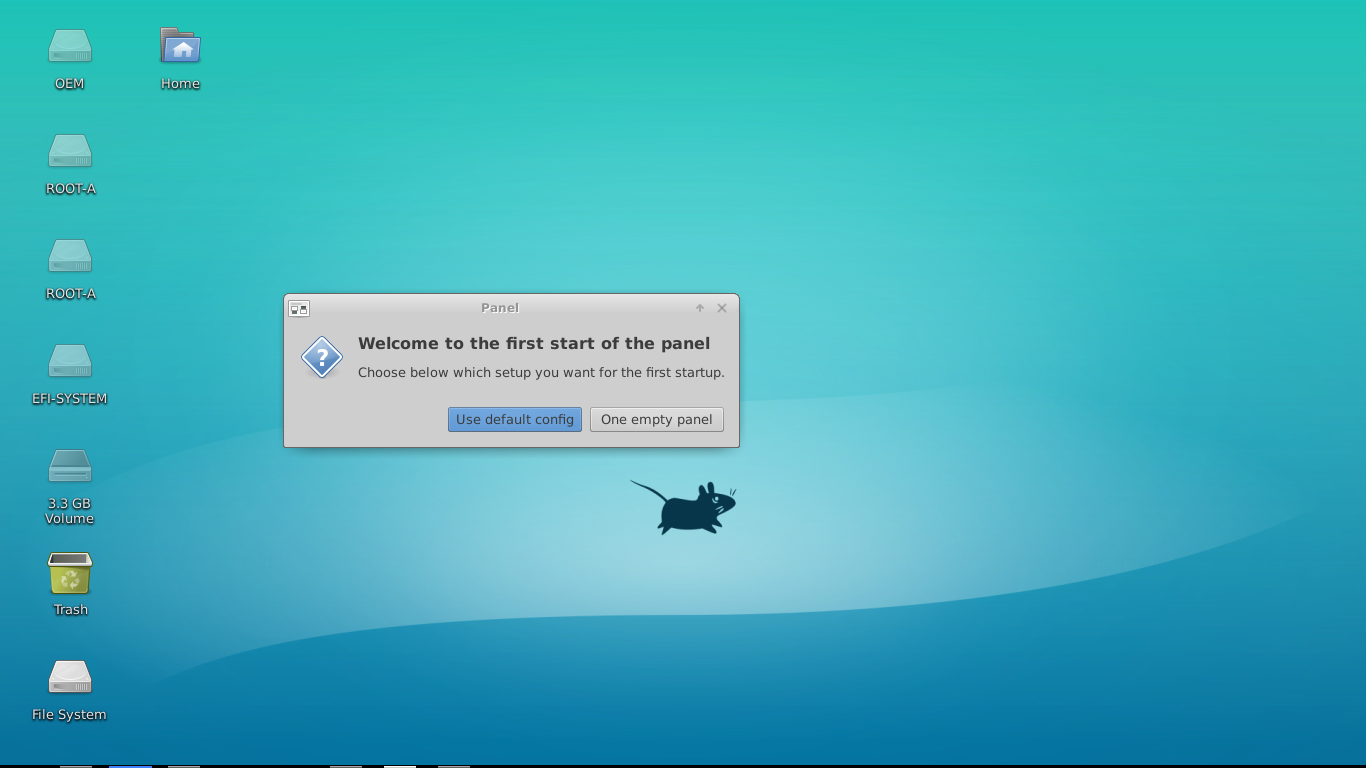 OEM
Home
ROOT-A
ROOT-A
EFI-SYSTEM
3.3 GB
Volume
Trash
File System
Panel
?
Welcome to the first start of the panel
Choose below which setup you want for the first startup.
Use default config
One empty panel